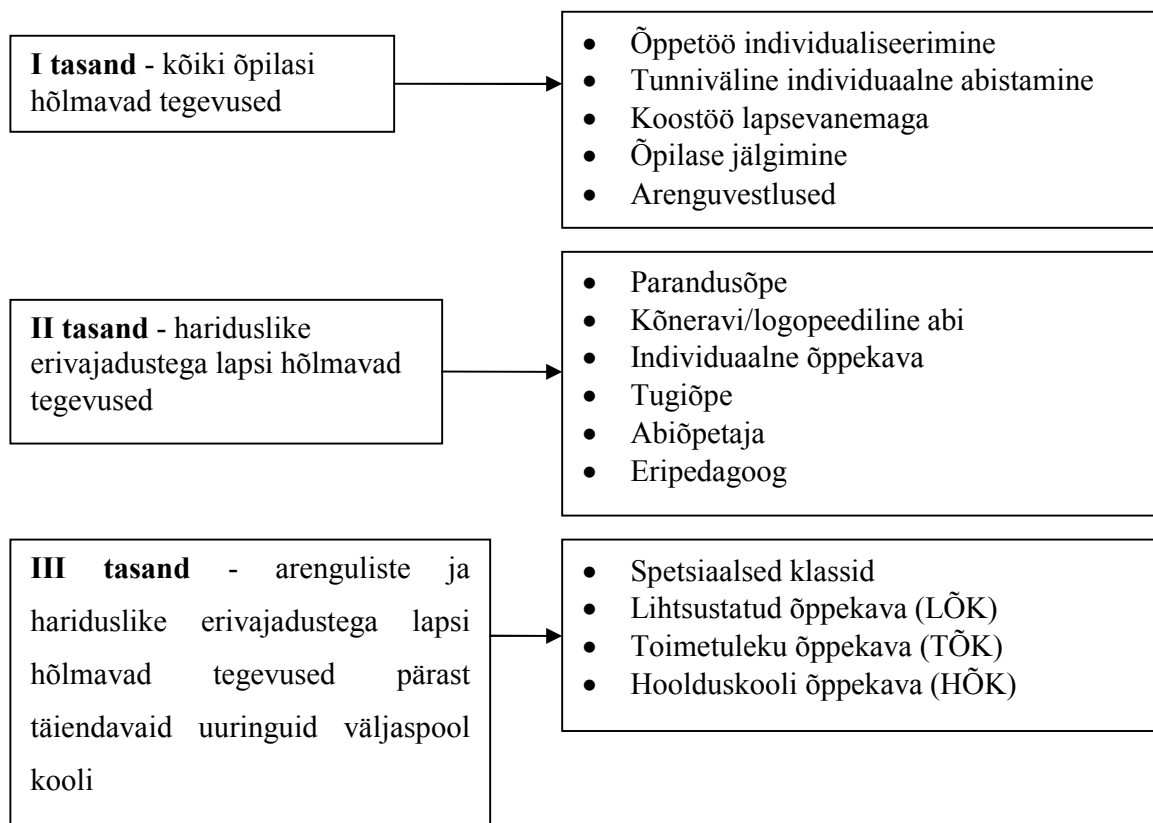 I tasand - kõiki õpilasi
hõlmavad tegevused
• Õppetöö individualiseerimine
• Tunniväline individuaalne abistamine
• Koostöö lapsevanemaga
• Õpilase jälgimine
• Arenguvestlused
II tasand - hariduslike
erivajadustega lapsi hõlmavad
tegevused
• Parandusõpe
• Kõneravi/logopeediline abi
• Individuaalne õppekava
• Tugiõpe
• Abiõpetaja
• Eripedagoog
III tasand - arenguliste ja
hariduslike erivajadustega lapsi
hõlmavad tegevused pärast
täiendavaid uuringuid väljaspool
kooli
• Spetsiaalsed klassid
• Lihtsustatud õppekava (LÕK)
• Toimetuleku õppekava (TÕK)
• Hoolduskooli õppekava (HÕK)